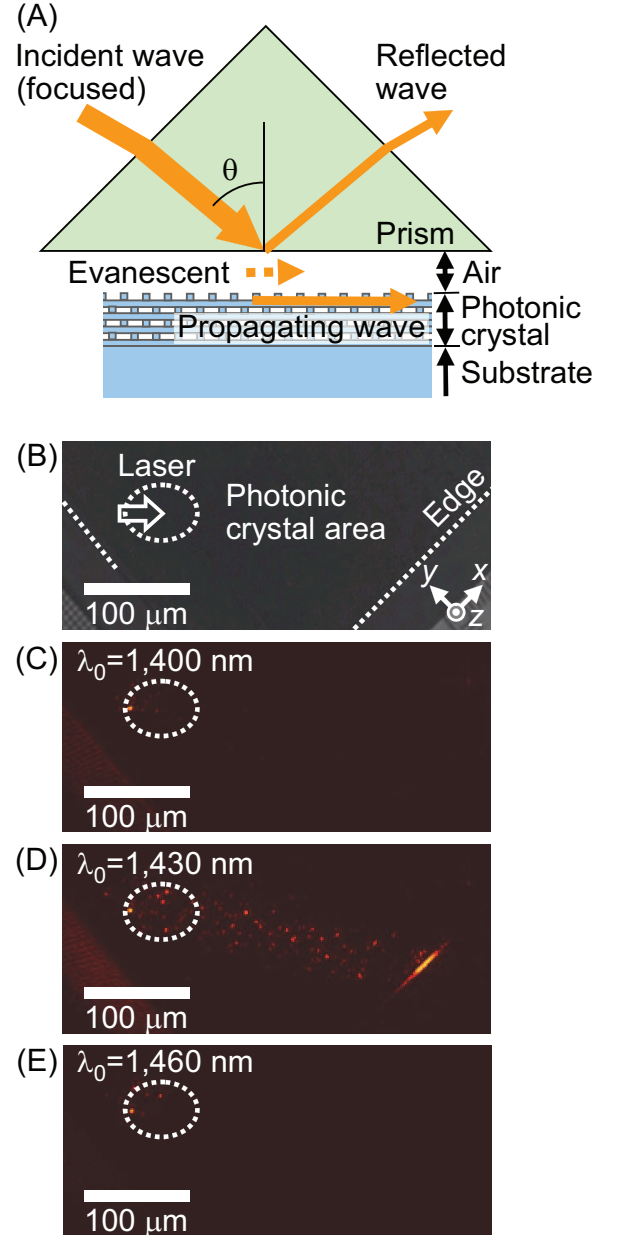 (A)
Incident wave
(focused)
Reflected
wave
θ
Prism
Evanescent
Air
Propagating wave
Photonic
crystal
Substrate
(B)
Laser
Photonic
crystal area
Edge
100 μm
y
x
z
(C)
λ0=1,400 nm
100 μm
(D)
λ0=1,430 nm
100 μm
(E)
λ0=1,460 nm
100 μm